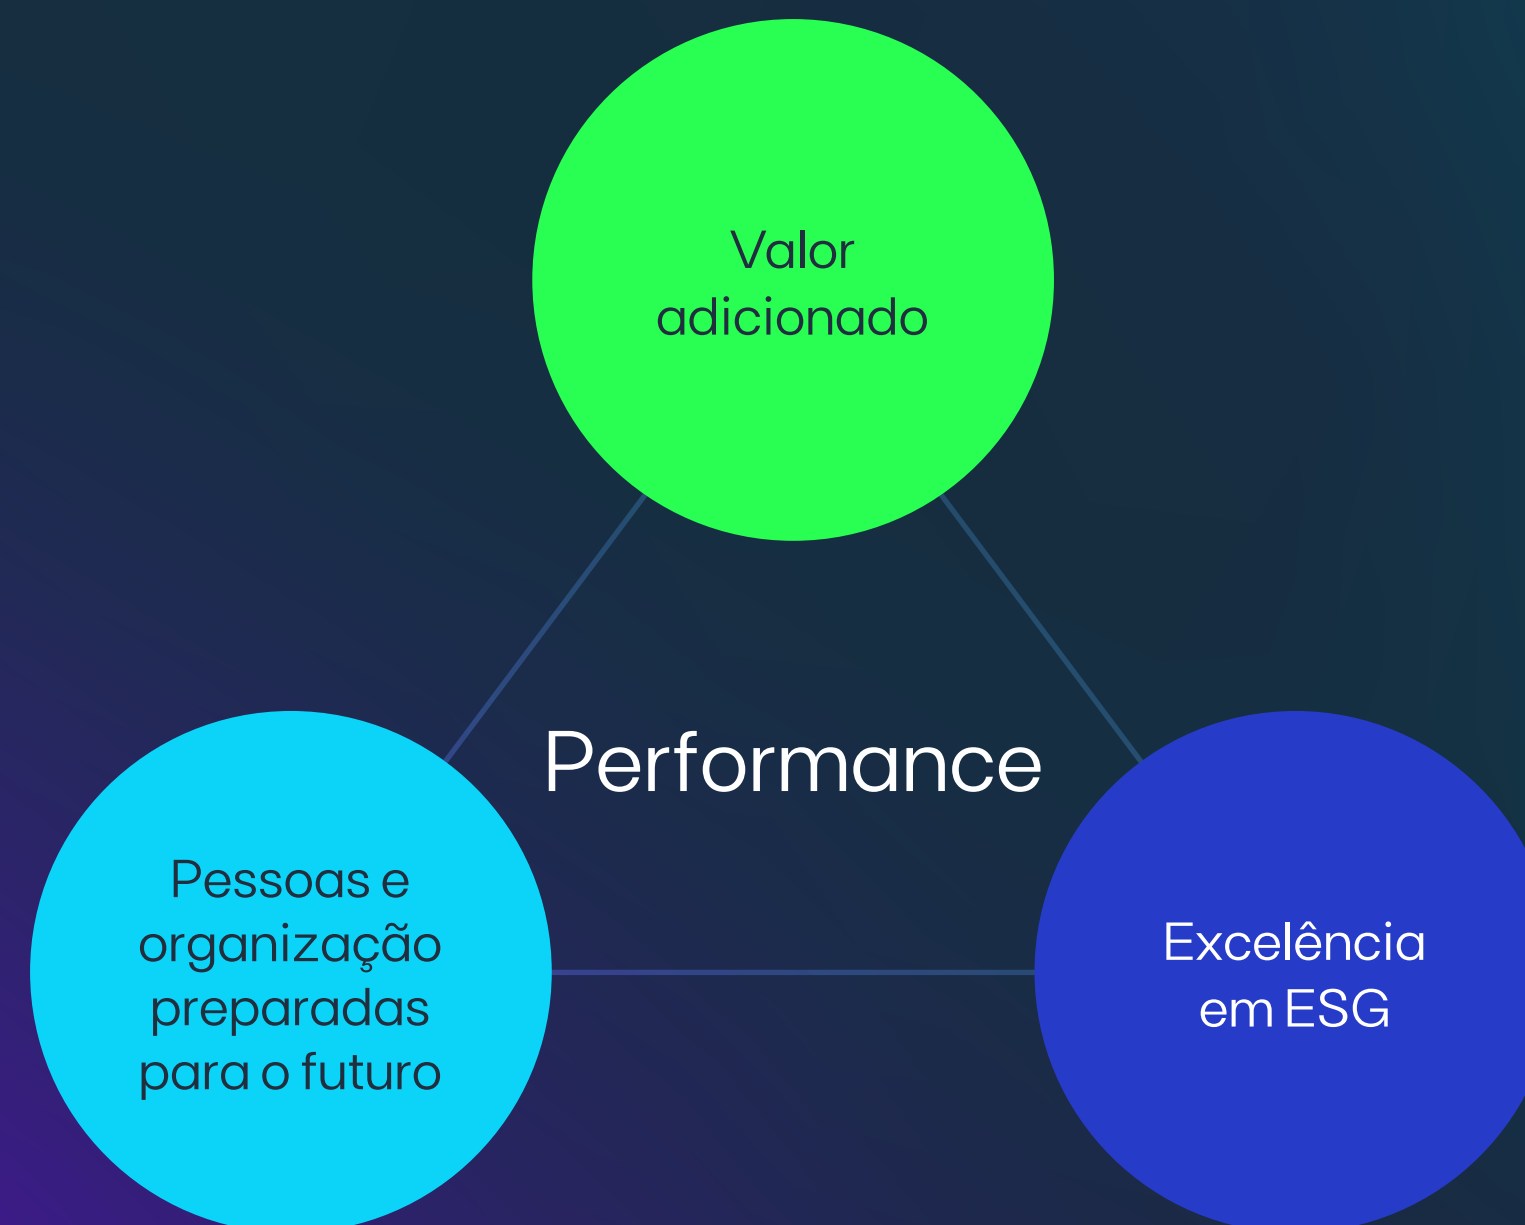 Valor
adicionado
Performance
Pessoas e
organização
preparadas
para o futuro
Excelência
em ESG